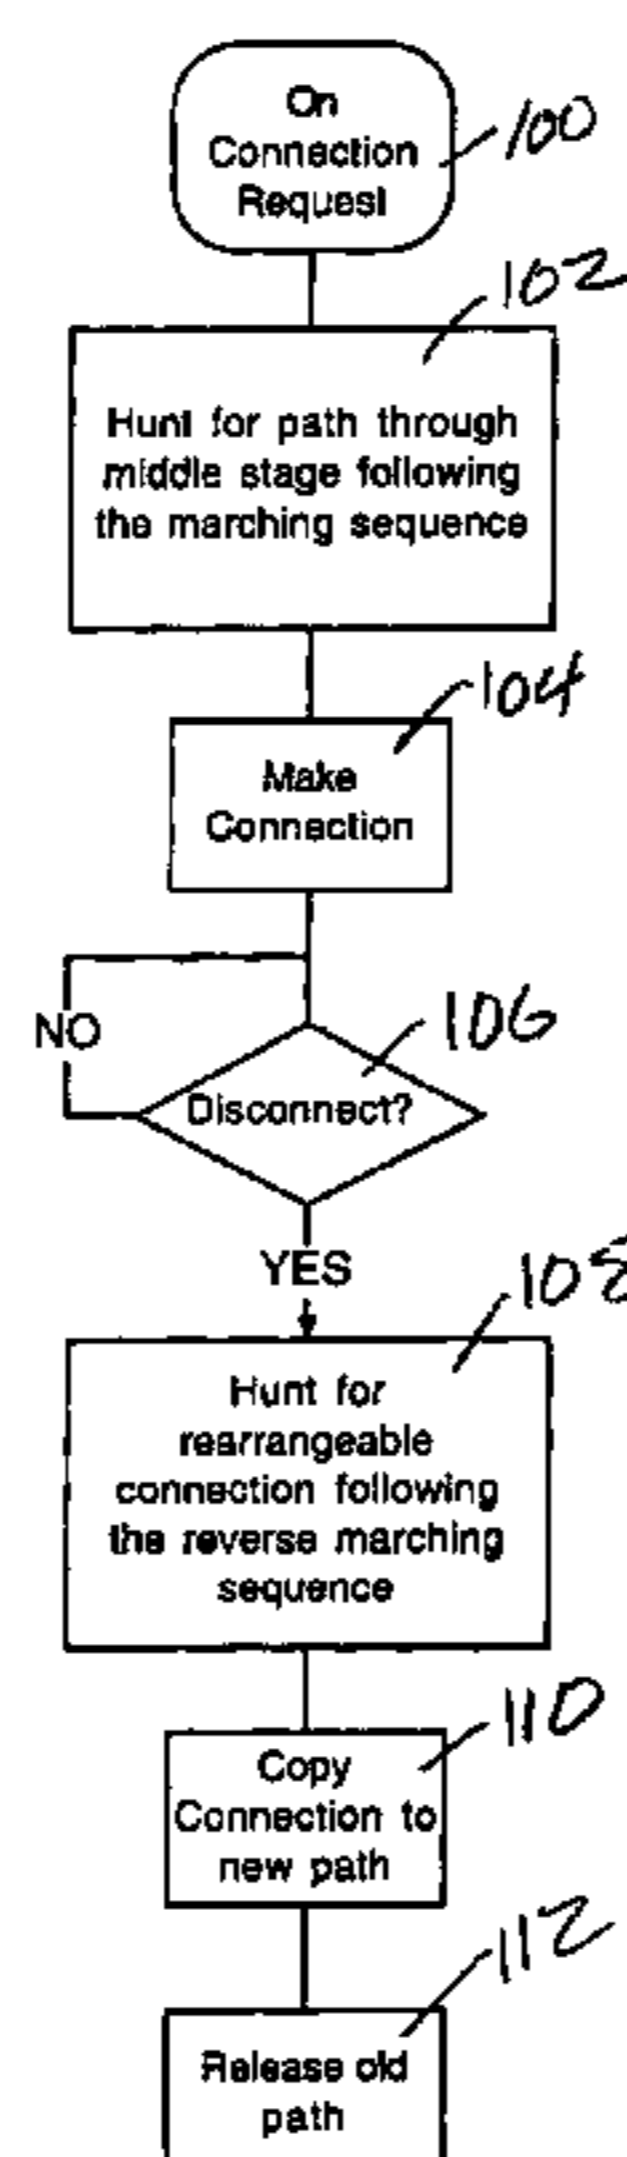 On
Connection
Request
100
102
Hunt for path through
middle stage following
the marching sequence
104
Make
Connection
NO
106
Disconnect?
YES
108
Hunt for
rearrangeable
connection following
the reverse marching
sequence
110
Copy
Connection to
new path
112
Release old
path